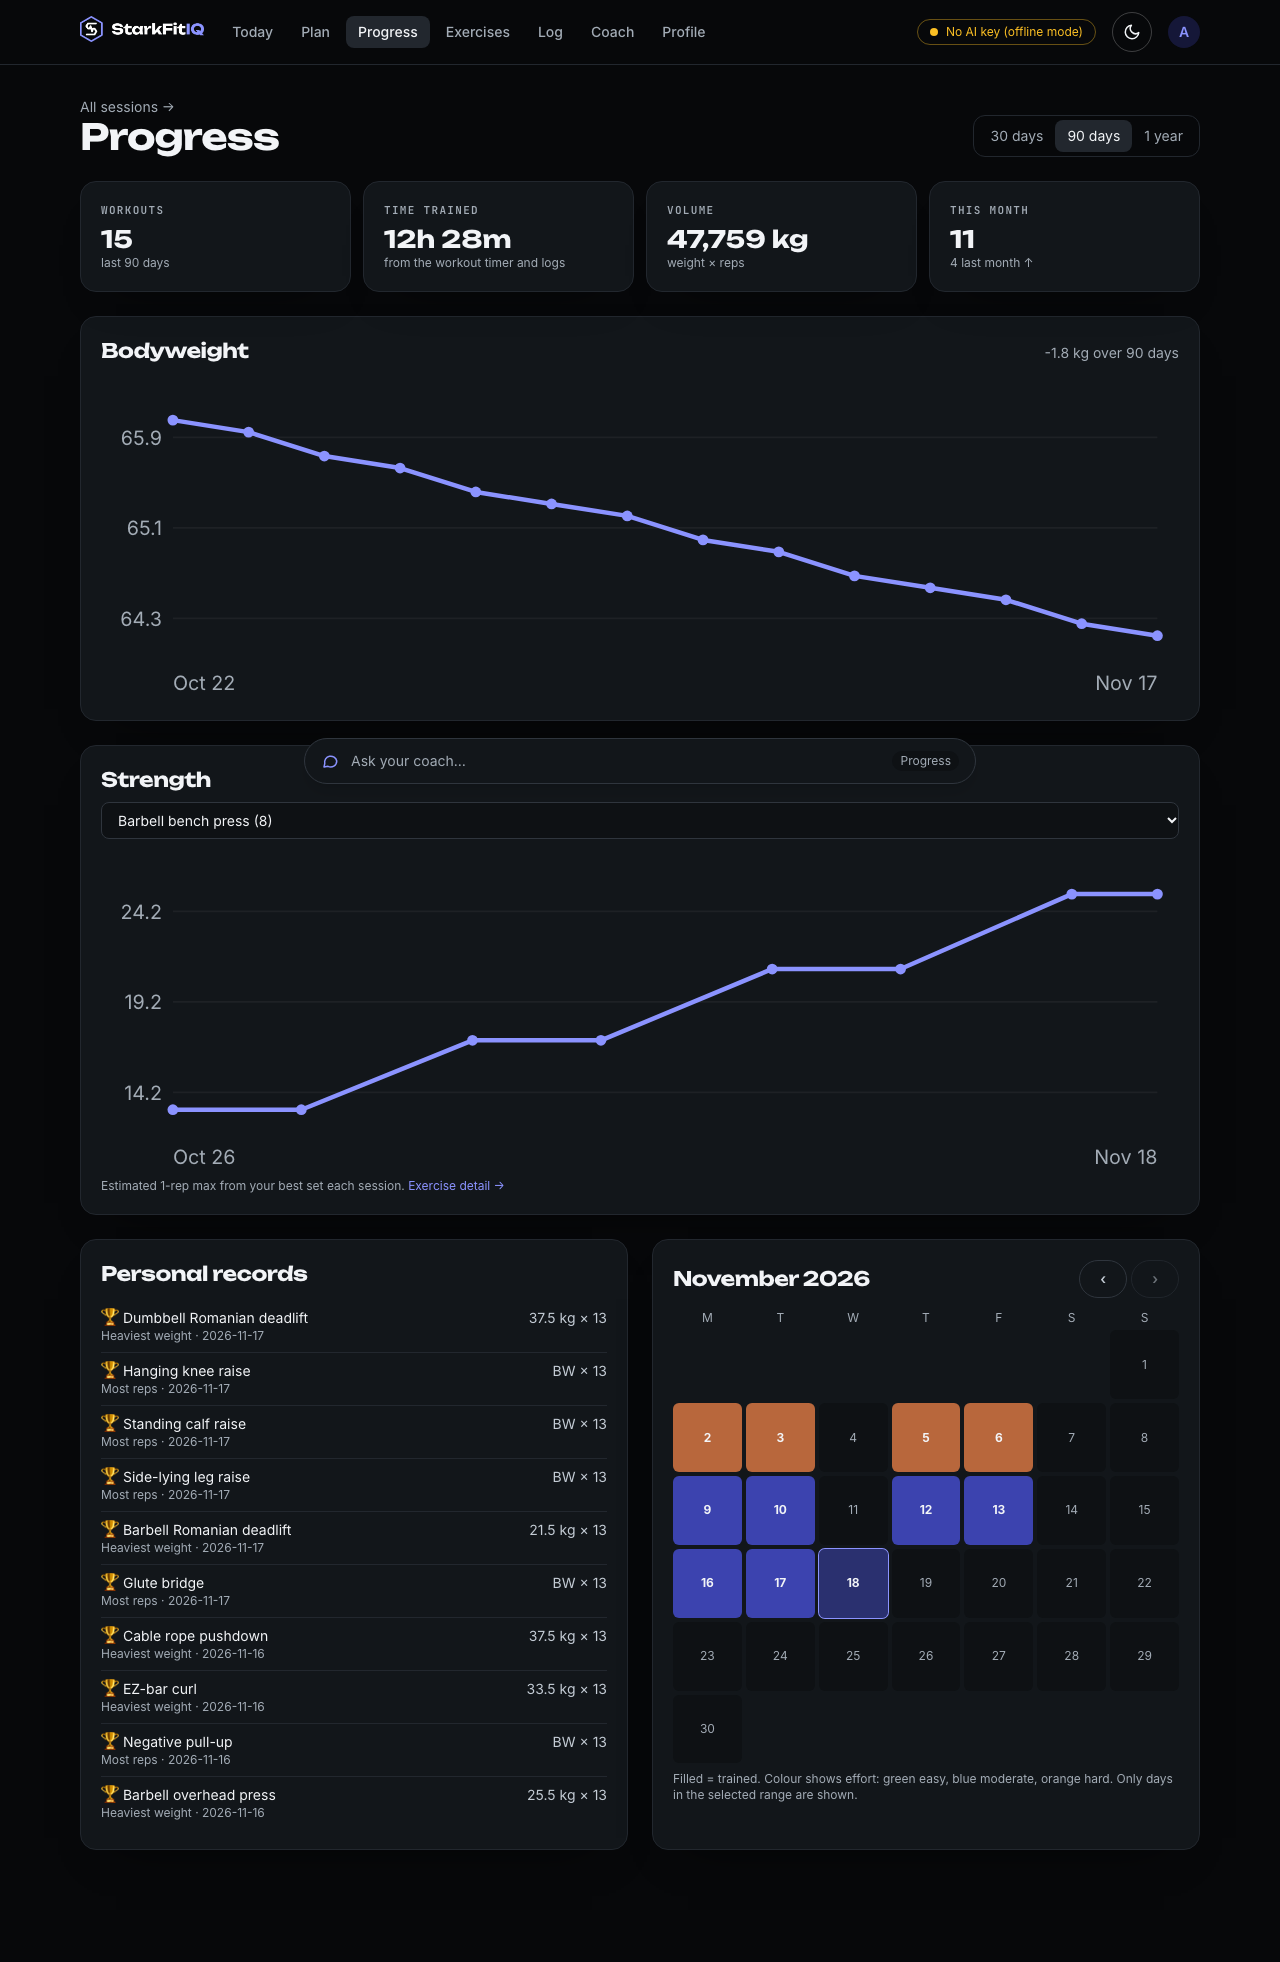 StarkFitIQ
Today
Plan
Progress
Exercises
Log
Coach
Profile
No AI key (offline mode)
A
All sessions →
Progress
30 days
90 days
1 year
WORKOUTS
15
last 90 days
TIME TRAINED
12h 28m
from the workout timer and logs
VOLUME
47,759 kg
weight × reps
THIS MONTH
11
4 last month ↑
Bodyweight
-1.8 kg over 90 days
65.9
65.1
64.3
Oct 22
Nov 17
Ask your coach...
Progress
Strength
Barbell bench press (8)
24.2
19.2
14.2
Oct 26
Nov 18
Estimated 1-rep max from your best set each session. Exercise detail →
Personal records
Dumbbell Romanian deadlift
37.5 kg × 13
Heaviest weight · 2026-11-17
Hanging knee raise
BW × 13
Most reps · 2026-11-17
Standing calf raise
BW × 13
Most reps · 2026-11-17
Side-lying leg raise
BW × 13
Most reps · 2026-11-17
Barbell Romanian deadlift
21.5 kg × 13
Heaviest weight · 2026-11-17
Glute bridge
BW × 13
Most reps · 2026-11-17
Cable rope pushdown
37.5 kg × 13
Heaviest weight · 2026-11-16
EZ-bar curl
33.5 kg × 13
Heaviest weight · 2026-11-16
Negative pull-up
BW × 13
Most reps · 2026-11-16
Barbell overhead press
25.5 kg × 13
Heaviest weight · 2026-11-16
November 2026
‹ ›
M T W T F S S
1
2 3 4 5 6 7 8
9 10 11 12 13 14 15
16 17 18 19 20 21 22
23 24 25 26 27 28 29
30
Filled = trained. Colour shows effort: green easy, blue moderate, orange hard. Only days
in the selected range are shown.